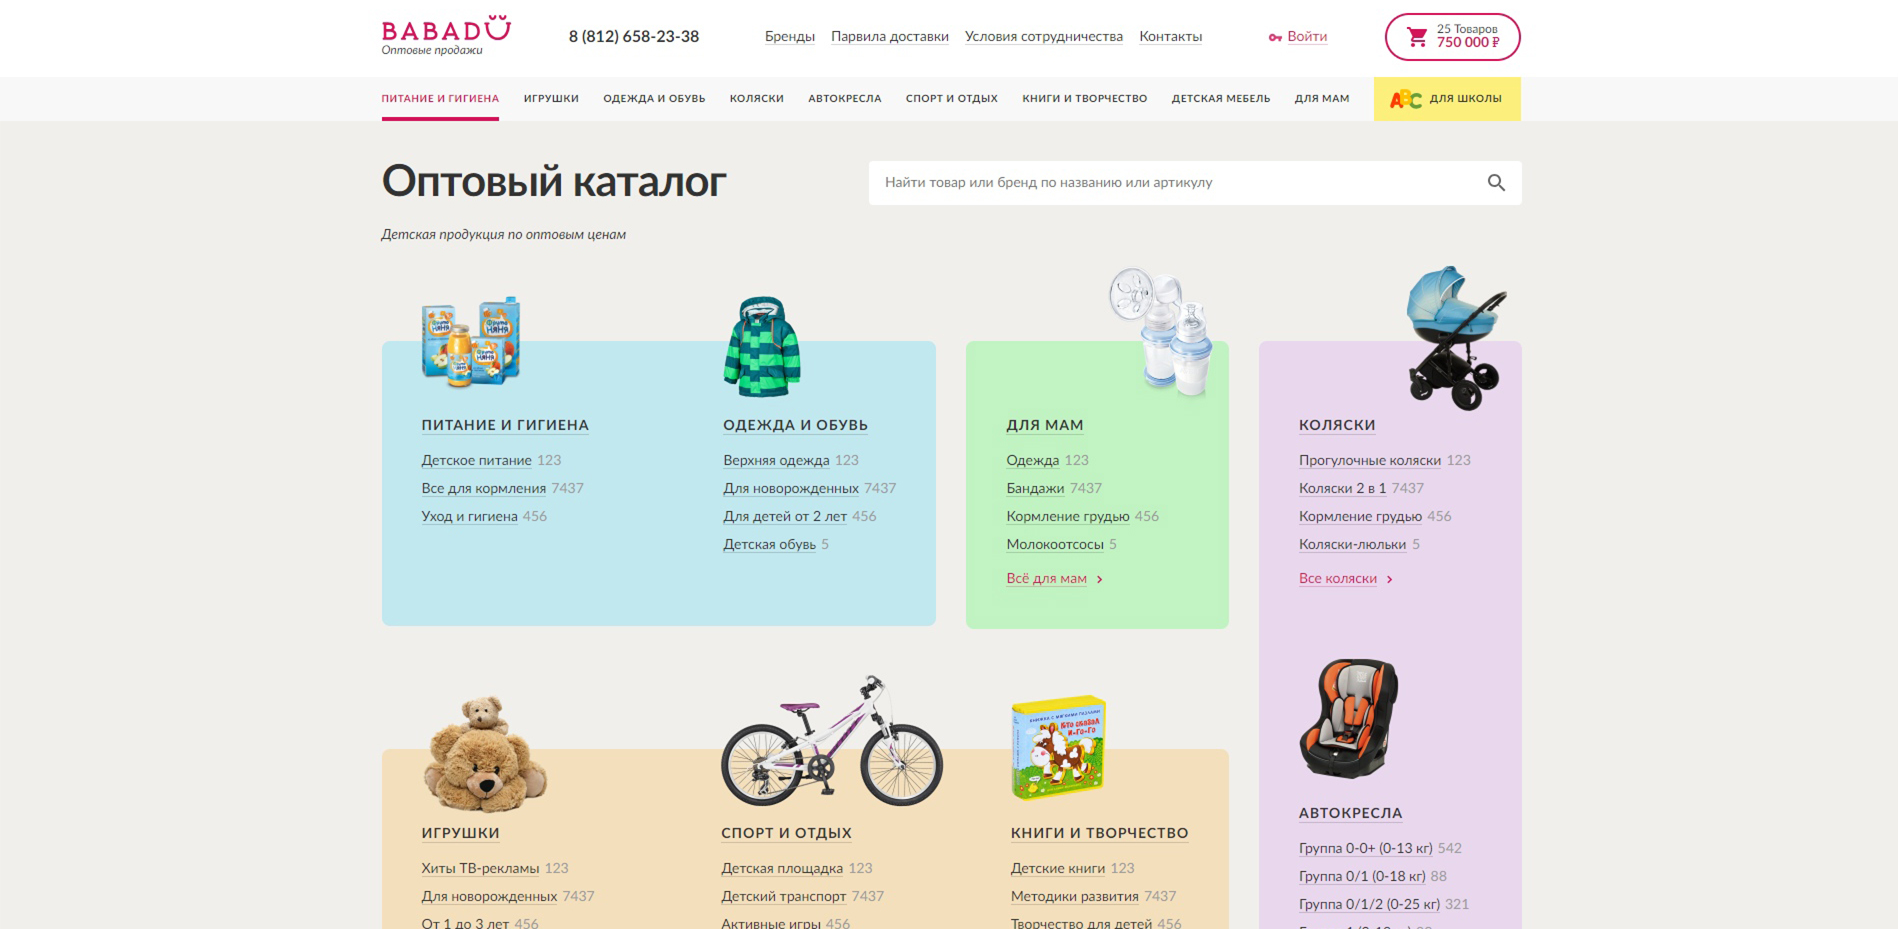 BABADU
Оптовые продажи
8 (812) 658-23-38
Бренды Парвила доставки Условия сотрудничества Контакты
Войти
25 Товаров
750 000 ₽
ПИТАНИЕ И ГИГИЕНА ИГРУШКИ ОДЕЖДА И ОБУВЬ КОЛЯСКИ АВТОКРЕСЛА СПОРТ И ОТДЫХ КНИГИ И ТВОРЧЕСТВО ДЕТСКАЯ МЕБЕЛЬ ДЛЯ МАМ ABC ДЛЯ ШКОЛЫ
Оптовый каталог
Найти товар или бренд по названию или артикулу
Детская продукция по оптовым ценам
ПИТАНИЕ И ГИГИЕНА
Детское питание 123
Все для кормления 7437
Уход и гигиена 456
ОДЕЖДА И ОБУВЬ
Верхняя одежда 123
Для новорожденных 7437
Для детей от 2 лет 456
Детская обувь 5
ДЛЯ МАМ
Одежда 123
Бандажи 7437
Кормление грудью 456
Молокоотсосы 5
Всё для мам
КОЛЯСКИ
Прогулочные коляски 123
Коляски 2 в 1 7437
Кормление грудью 456
Коляски-люльки 5
Все коляски
ИГРУШКИ
Хиты ТВ-рекламы 123
Для новорожденных 7437
От 1 до 3 лет 456
СПОРТ И ОТДЫХ
Детская площадка 123
Детский транспорт 7437
Активные игры 456
КНИЖКА С МЯГКИМИ ПАЗЛАМИ
Кто сказал
И-го-го
КНИГИ И ТВОРЧЕСТВО
Детские книги 123
Методики развития 7437
Творчество для детей 456
АВТОКРЕСЛА
Группа 0-0+ (0-13 кг) 542
Группа 0/1 (0-18 кг) 88
Группа 0/1/2 (0-25 кг) 321